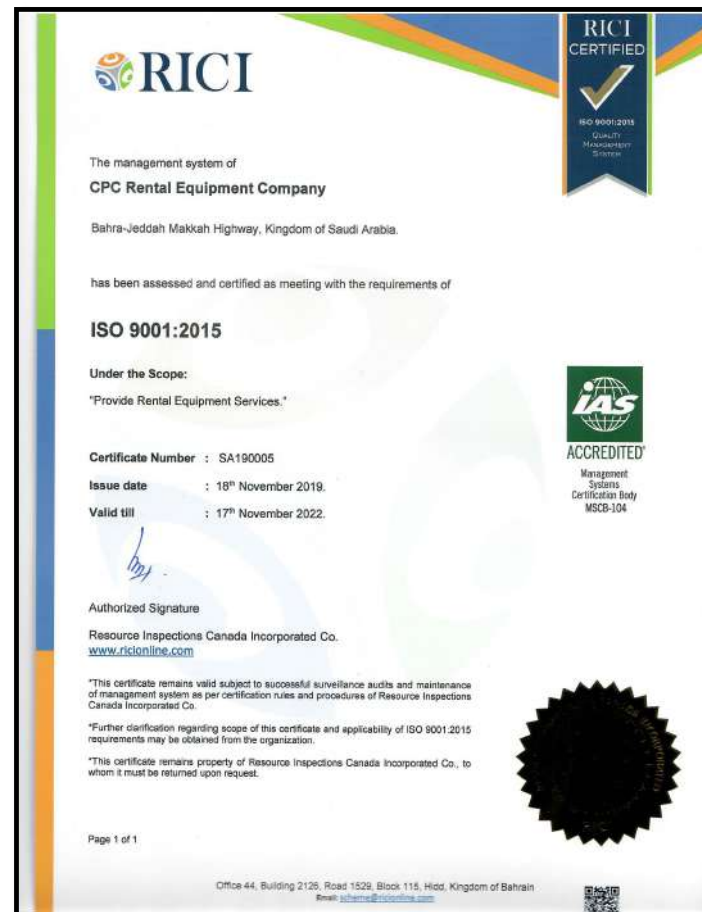 RICI
RICI
CERTIFIED
ISO 9001:2015
QUALITY
MANAGEMENT
SYSTEM
The management system of
CPC Rental Equipment Company
Bahra-Jeddah Makkah Highway, Kingdom of Saudi Arabia.
has been assessed and certified as meeting with the requirements of
ISO 9001:2015
Under the Scope:
"Provide Rental Equipment Services."
Certificate Number : SA190005
Issue date : 18th November 2019.
Valid till : 17th November 2022.
iAS
ACCREDITED
Management
Systems
Certification Body
MSCB-104
Authorized Signature
Resource Inspections Canada Incorporated Co.
www.ricionline.com
*This certificate remains valid subject to successful surveillance audits and maintenance
of management system as per certification rules and procedures of Resource Inspections
Canada Incorporated Co.
*Further clarification regarding scope of this certificate and applicability of ISO 9001:2015
requirements may be obtained from the organization.
*This certificate remains property of Resource Inspections Canada Incorporated Co., to
whom it must be returned upon request.
Page 1 of 1
Office 44, Building 2126, Road 1529, Block 115, Hidd, Kingdom of Bahrain
Email: scheme@ricionline.com